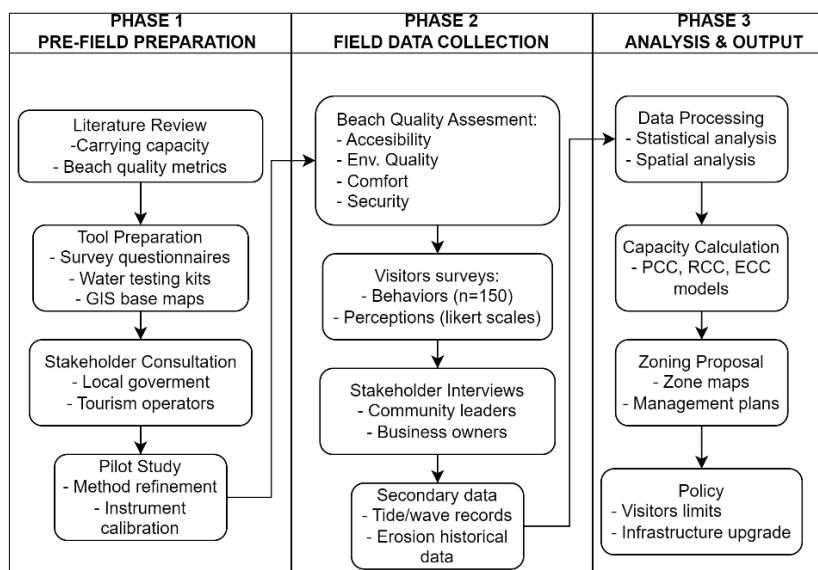 PHASE 1
PRE-FIELD PREPARATION
Literature Review
-Carrying capacity
- Beach quality metrics
Tool Preparation
- Survey questionnaires
- Water testing kits
- GIS base maps
Stakeholder Consultation
- Local goverment
- Tourism operators
Pilot Study
- Method refinement
- Instrument
calibration
PHASE 2
FIELD DATA COLLECTION
Beach Quality Assesment:
- Accesibility
- Env. Quality
- Comfort
- Security
Visitors surveys:
- Behaviors (n=150)
- Perceptions (likert scales)
Stakeholder Interviews
- Community leaders
- Business owners
Secondary data
- Tide/wave records
- Erosion historical
data
PHASE 3
ANALYSIS & OUTPUT
Data Processing
- Statistical analysis
- Spatial analysis
Capacity Calculation
- PCC, RCC, ECC
models
Zoning Proposal
- Zone maps
- Management plans
Policy
- Visitors limits
- Infrastructure upgrade